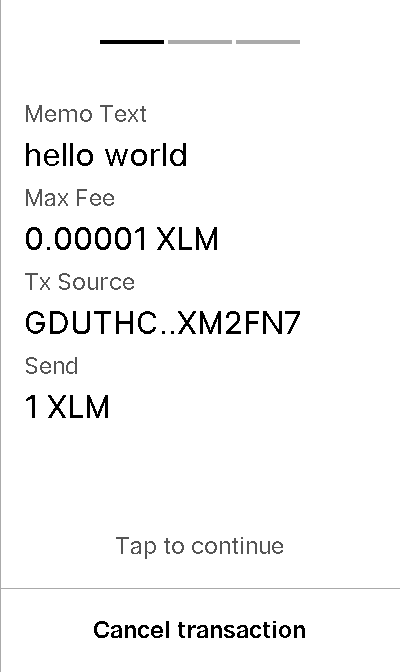 Memo Text
hello world
Max Fee
0.00001 XLM
Tx Source
GDUTHC..XM2FN7
Send
1 XLM
Tap to continue
Cancel transaction